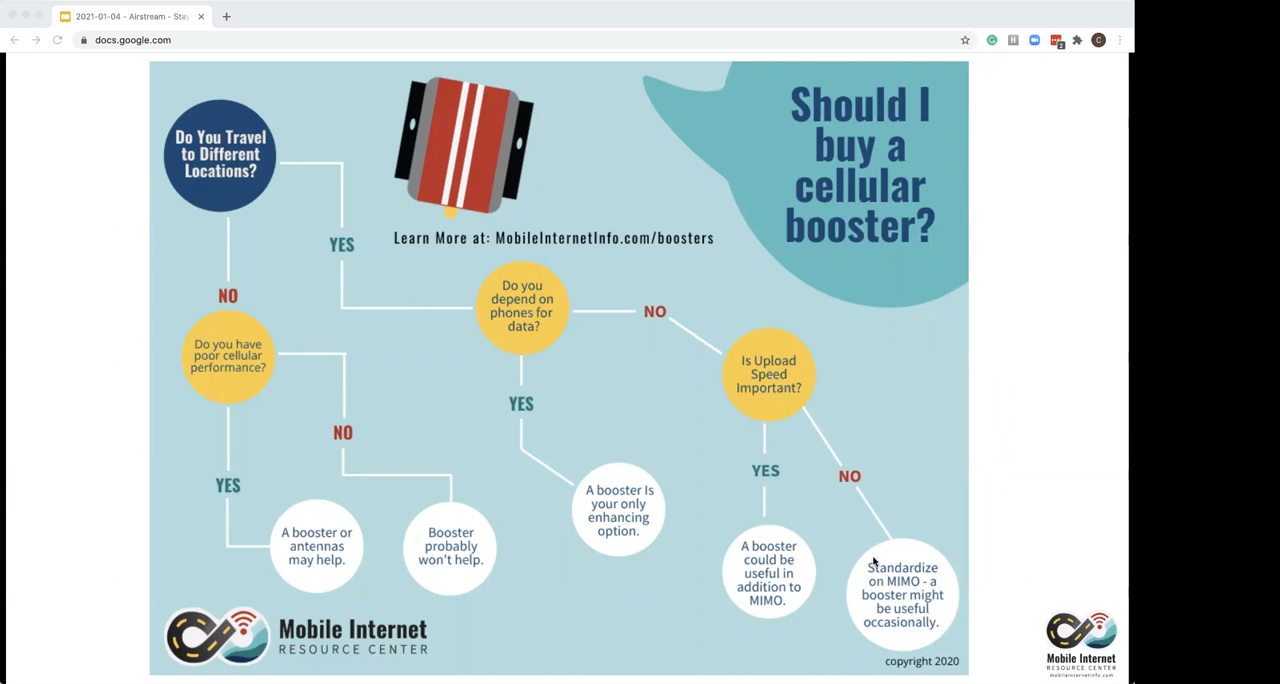 2021-01-04 - Airstream - Sta
docs.google.com
Should I
buy a
cellular
booster?
Do You Travel
to Different
Locations?
YES
Learn More at: MobileInternetInfo.com/boosters
NO
Do you
depend on
phones for
data?
NO
Do you have
poor cellular
performance?
Is Upload
Speed
Important?
YES
NO
YES
NO
YES
A booster or
antennas
may help.
Booster
probably
won't help.
A booster Is
your only
enhancing
option.
A booster
could be
useful in
addition to
MIMO.
Standardize
on MIMO - a
booster might
be useful
occasionally.
Mobile Internet
RESOURCE CENTER
copyright 2020
Mobile Internet
RESOURCE CENTER
mobileinternetinfo.com